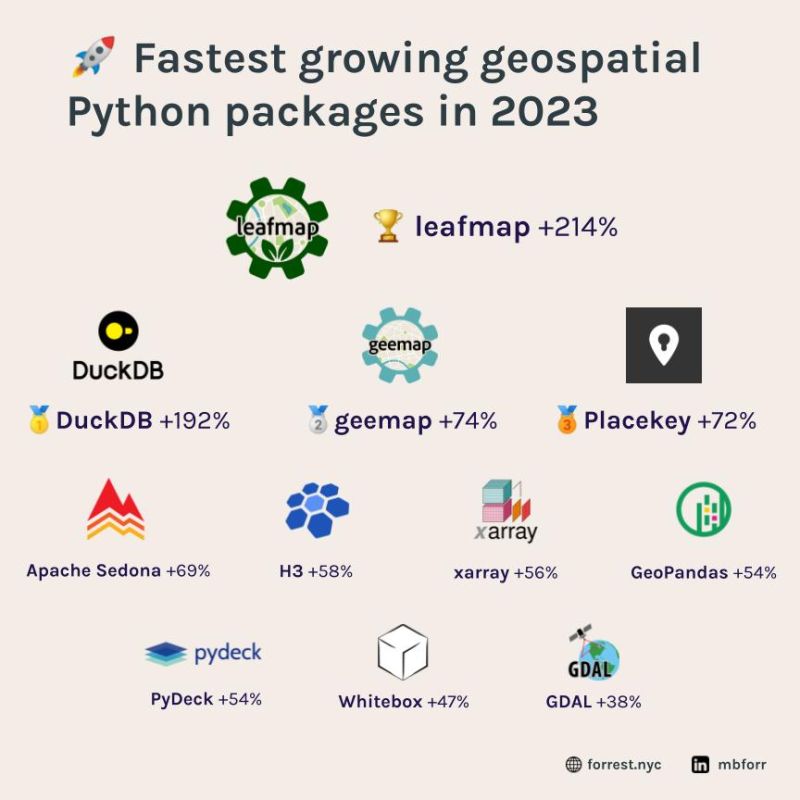 🚀 Fastest growing geospatial
Python packages in 2023
leafmap
🏆 leafmap +214%
DuckDB
geemap
🥇DuckDB +192%
🥈geemap +74%
🥉Placekey +72%
xarray
Apache Sedona +69%
H3 +58%
xarray +56%
GeoPandas +54%
pydeck
GDAL
PyDeck +54%
Whitebox +47%
GDAL +38%
forrest.nyc
in mbforr